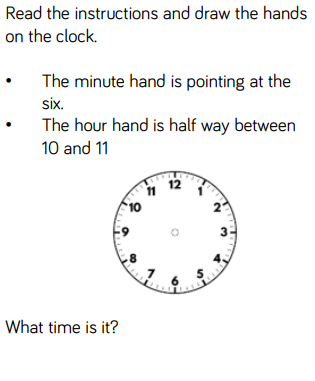 Read the instructions and draw the hands
on the clock.
• The minute hand is pointing at the
six.
• The hour hand is half way between
10 and 11
12
11 1
10 2
9 3
8 4
7 5
6
What time is it?